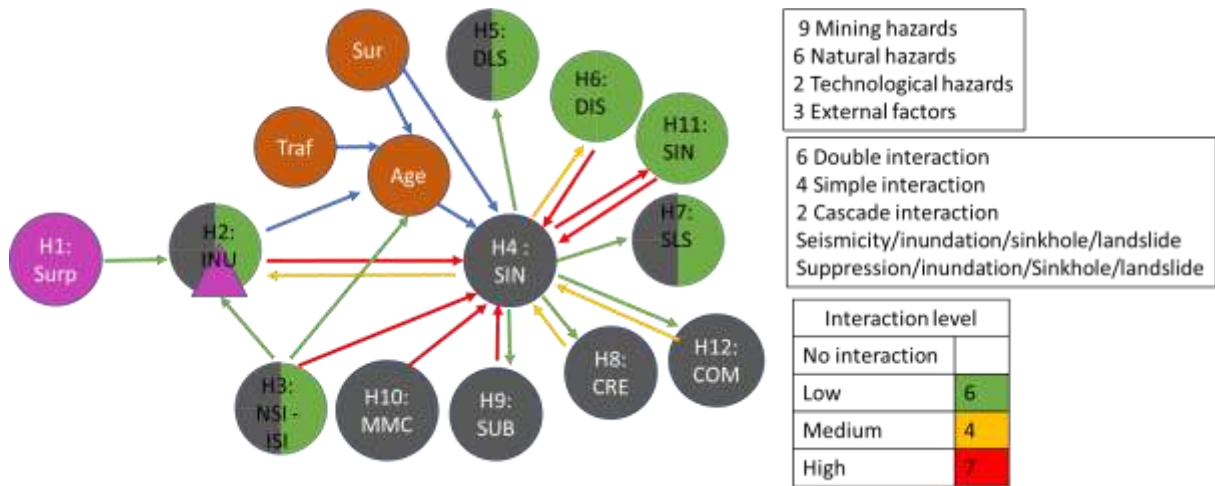 Sur
Traf
Age
H1:
Surp
H2:
INU
H3:
NSI -
ISI
H10:
MMC
H9:
SUB
H8:
CRE
H12:
COM
H7:
SLS
H11:
SIN
H6:
DIS
H5:
DLS
H4 :
SIN
9 Mining hazards
6 Natural hazards
2 Technological hazards
3 External factors
6 Double interaction
4 Simple interaction
2 Cascade interaction
Seismicity/inundation/sinkhole/landslide
Suppression/inundation/Sinkhole/landslide
Interaction level
No interaction
Low 6
Medium 4
High 7